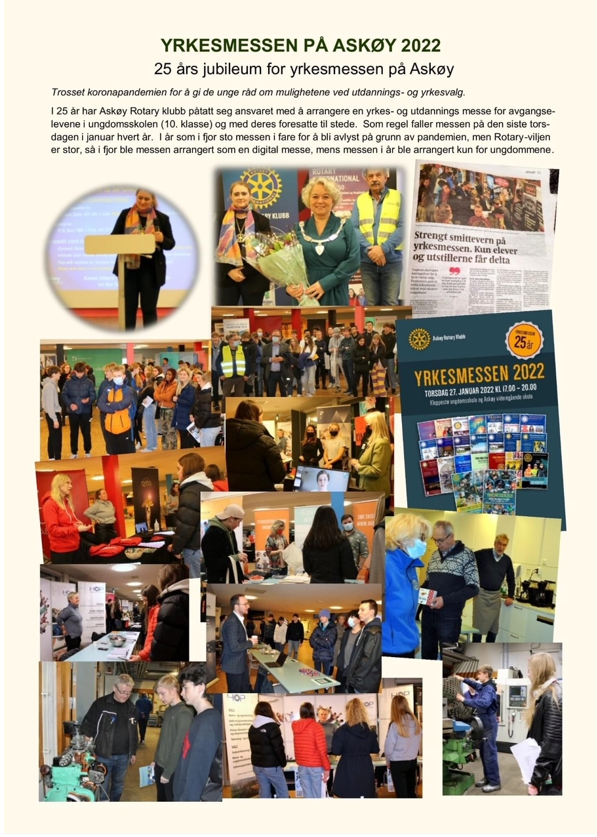 YRKESMESSEN PÅ ASKØY 2022
25 års jubileum for yrkesmessen på Askøy
Trosset koronapandemien for å gi de unge råd om mulighetene ved utdannings- og yrkesvalg.
I 25 år har Askøy Rotary klubb påtatt seg ansvaret med å arrangere en yrkes- og utdannings messe for avgangse-
levene i ungdomsskolen (10. klasse) og med deres foresatte til stede. Som regel faller messen på den siste tors-
dagen i januar hvert år. I år som i fjor sto messen i fare for å bli avlyst på grunn av pandemien, men Rotary-viljen
er stor, så i fjor ble messen arrangert som en digital messe, mens messen i år ble arrangert kun for ungdommene.
ROTARY
KLUBB
Strengt smittevern på
yrkesmessen. Kun elever
og utstillerne får delta
Askøy Rotary Klubb
25 år
YRKESMESSEN 2022
TORSDAG 27. JANUAR 2022 KL 17.00 – 20.00
Kleppestø ungdomsskole og Askøy videregående skole
HOP
HOP
HOP